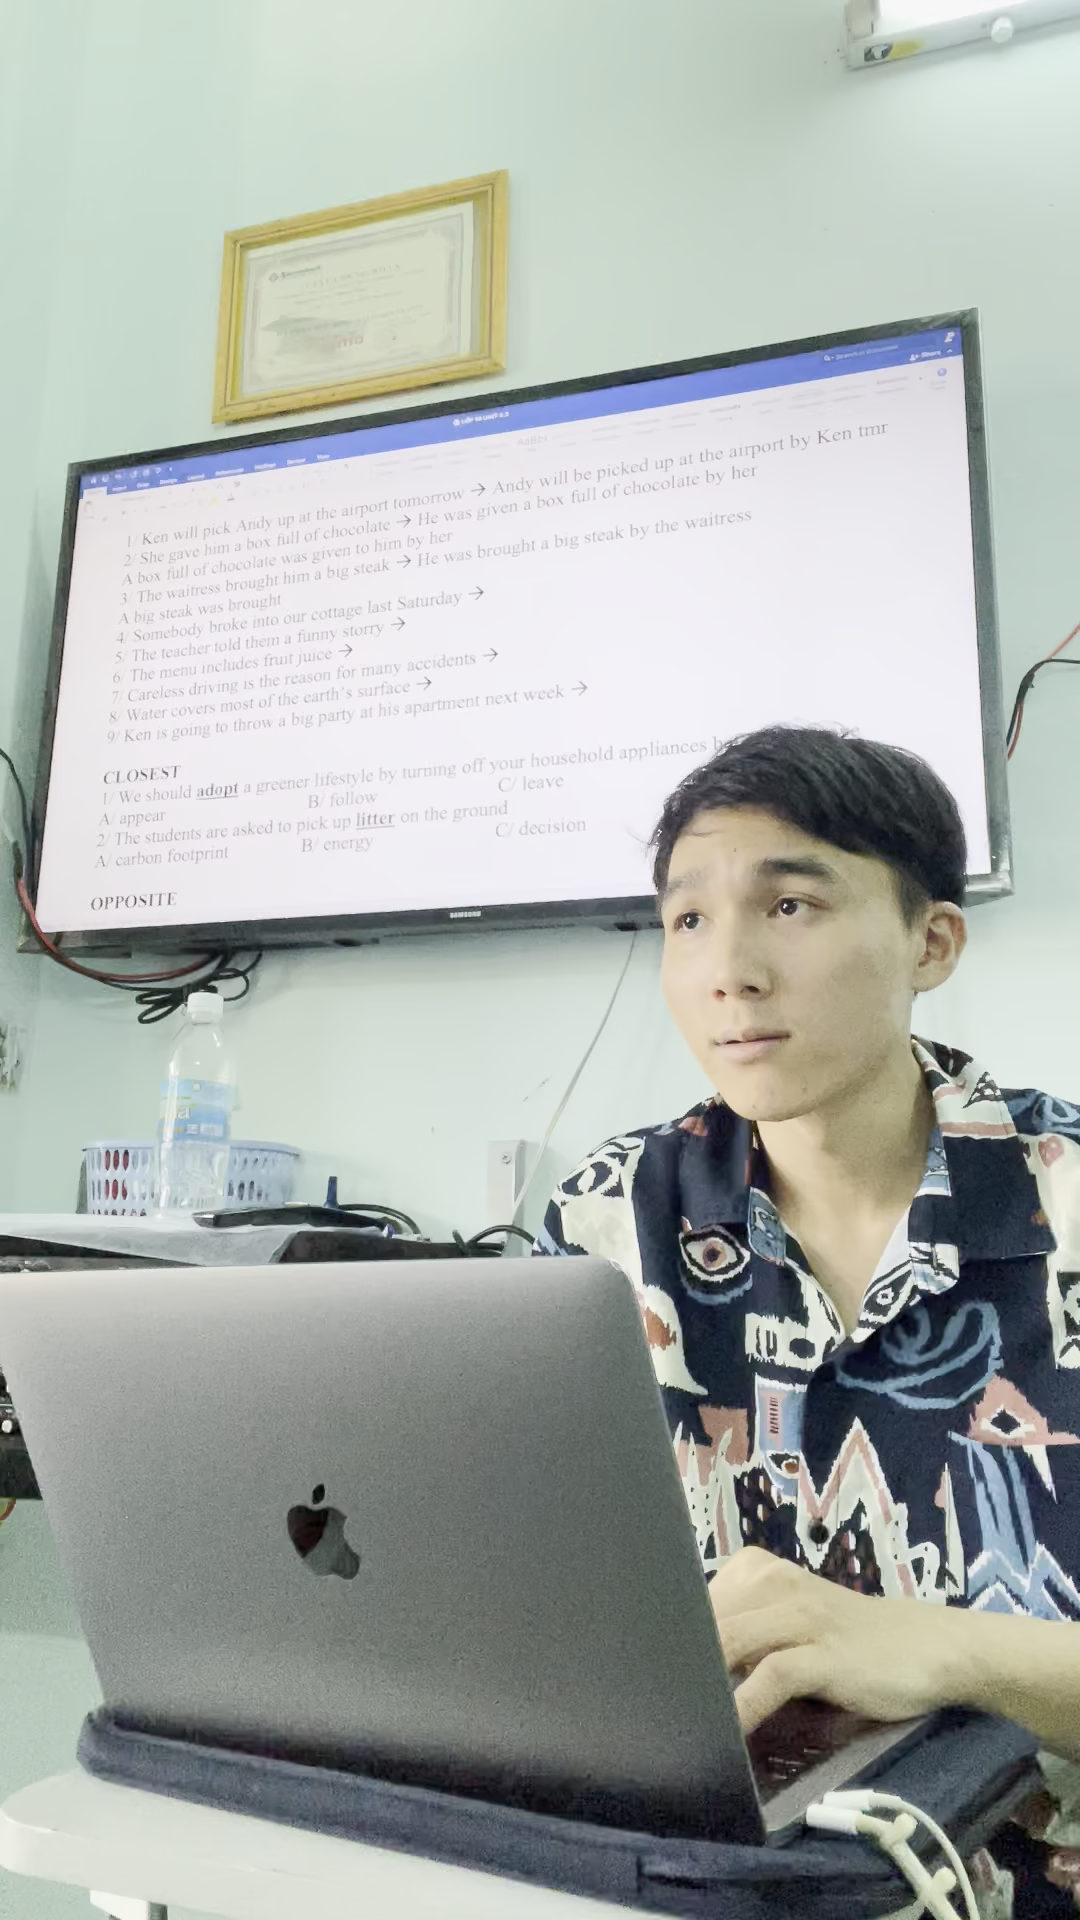 Share
1/ Ken will pick Andy up at the airport tomorrow → Andy will be picked up at the airport by Ken tmr
2/ She gave him a box full of chocolate → He was given a box full of chocolate by her
A box full of chocolate was given to him by her
3/ The waitress brought him a big steak → He was brought a big steak by the waitress
A big steak was brought
4/ Somebody broke into our cottage last Saturday →
5/ The teacher told them a funny storry →
6/ The menu includes fruit juice →
7/ Careless driving is the reason for many accidents →
8/ Water covers most of the earth's surface →
9/ Ken is going to throw a big party at his apartment next week →
CLOSEST
1/ We should adopt a greener lifestyle by turning off your household appliances
A/ appear B/ follow C/ leave
2/ The students are asked to pick up litter on the ground
A/ carbon footprint B/ energy C/ decision
OPPOSITE
SAMSUNG